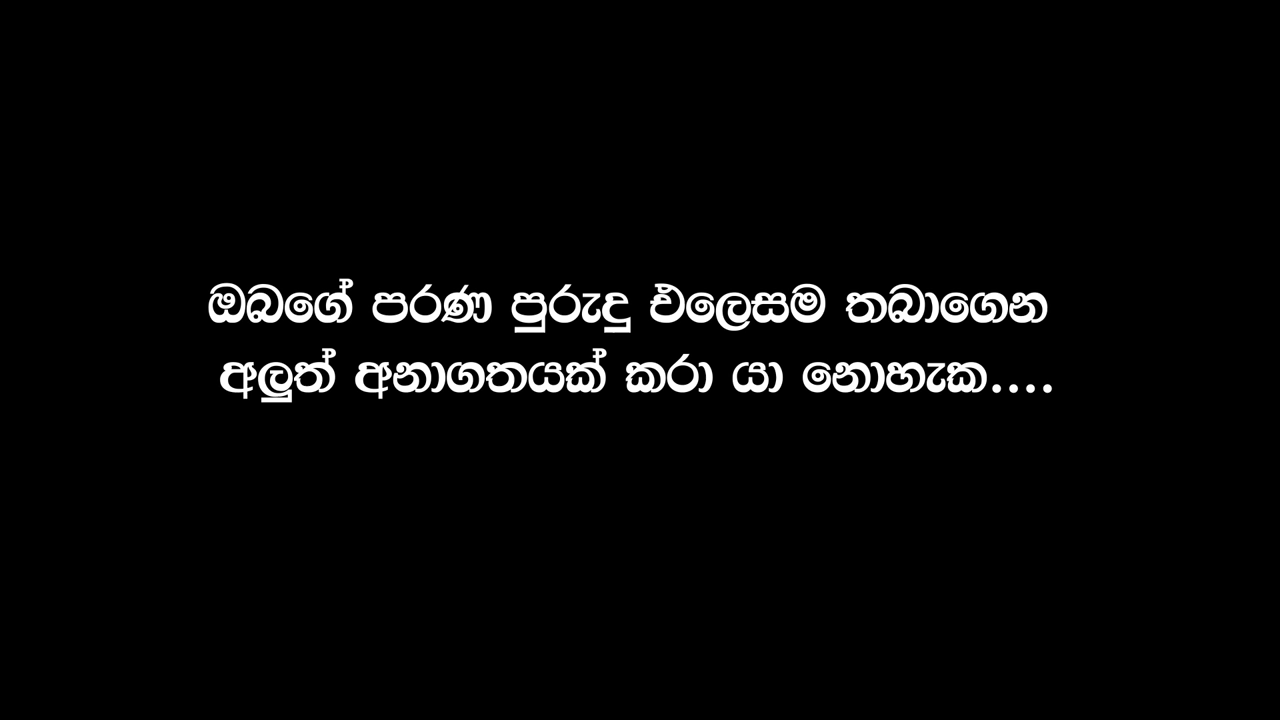 ඔබගේ පරණ පුරුදු එලෙසම තබාගෙන
අලුත් අනාගතයක් කරා යා නොහැක....